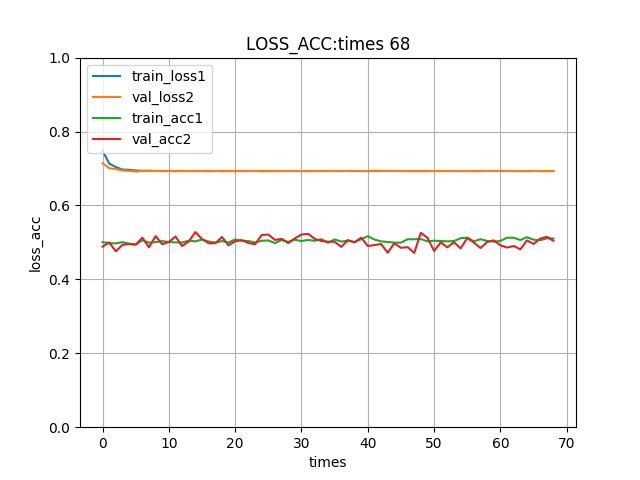 LOSS_ACC:times 68
1.0
0.8
0.6
0.4
0.2
0.0
loss_acc
train_loss1
val_loss2
train_acc1
val_acc2
0 10 20 30 40 50 60 70
times